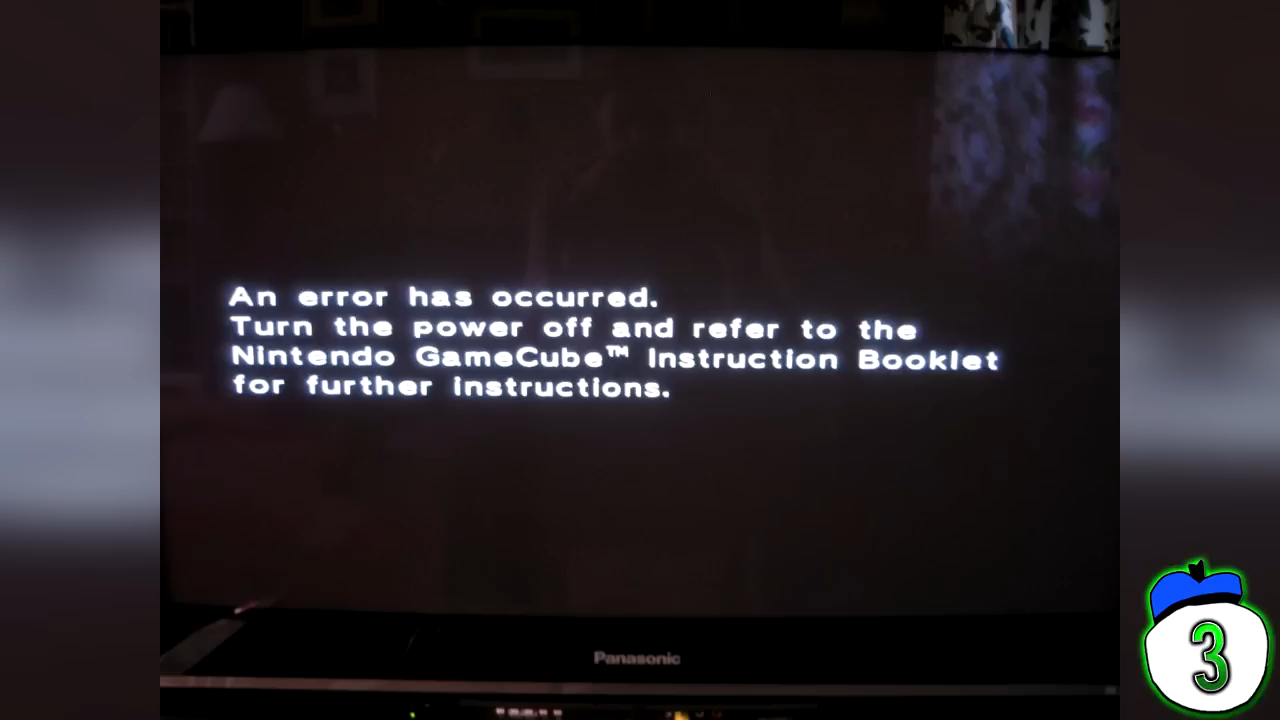 An error has occurred.
Turn the power off and refer to the
Nintendo GameCube™ Instruction Booklet
for further instructions.
Panasonic
3